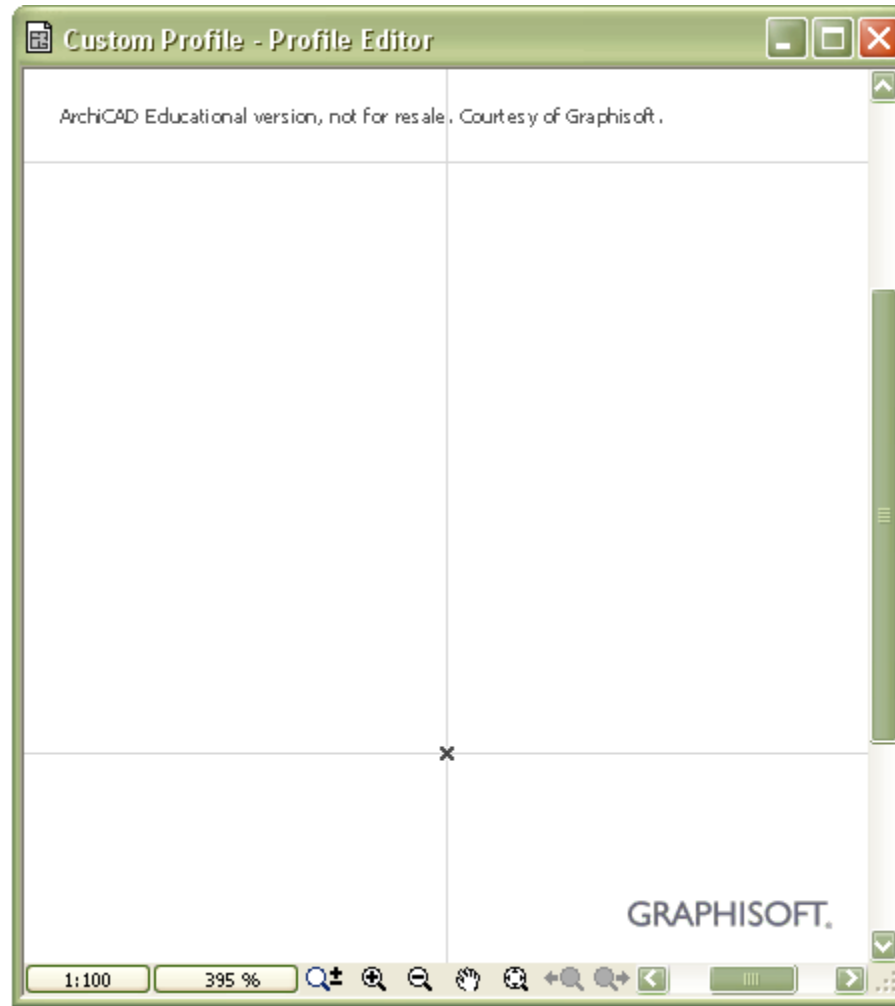 Custom Profile - Profile Editor
ArchiCAD Educational version, not for resale. Courtesy of Graphisoft.
GRAPHISOFT®
1:100
395 %